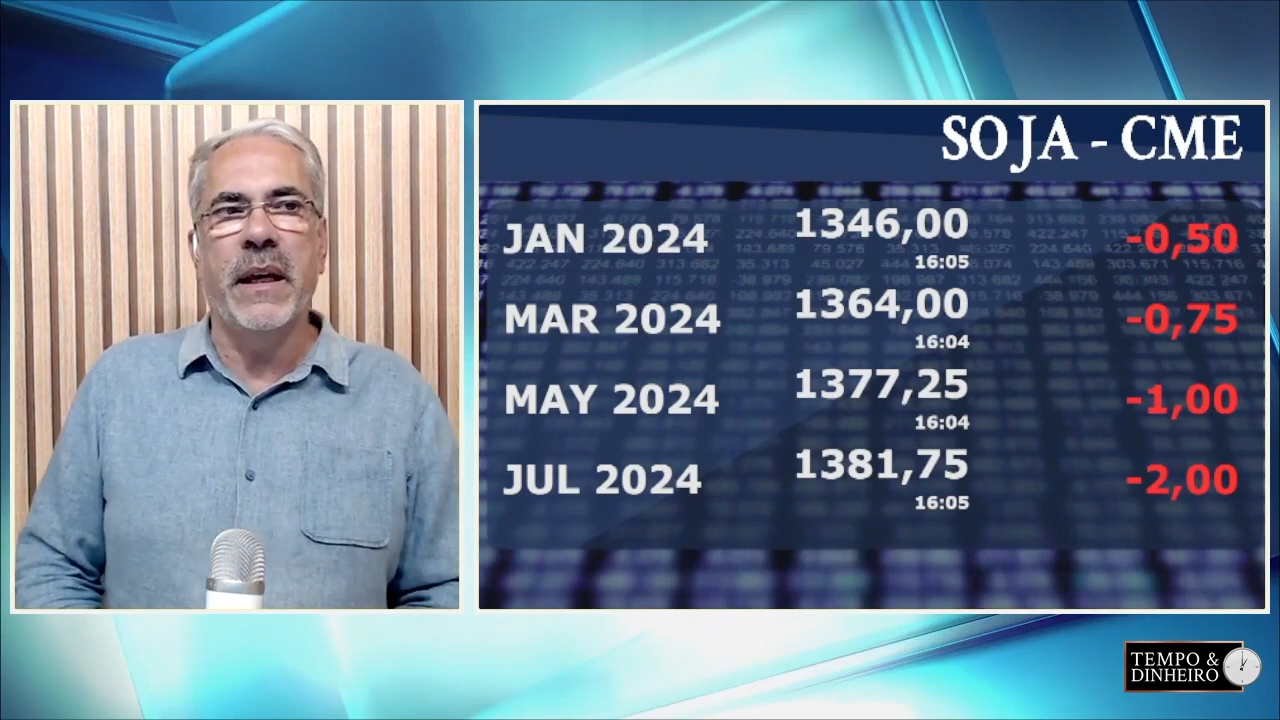 SOJA - CME
JAN 2024 1346,00 -0,50
16:05
MAR 2024 1364,00 -0,75
16:04
MAY 2024 1377,25 -1,00
16:04
JUL 2024 1381,75 -2,00
16:05
TEMPO &
DINHEIRO